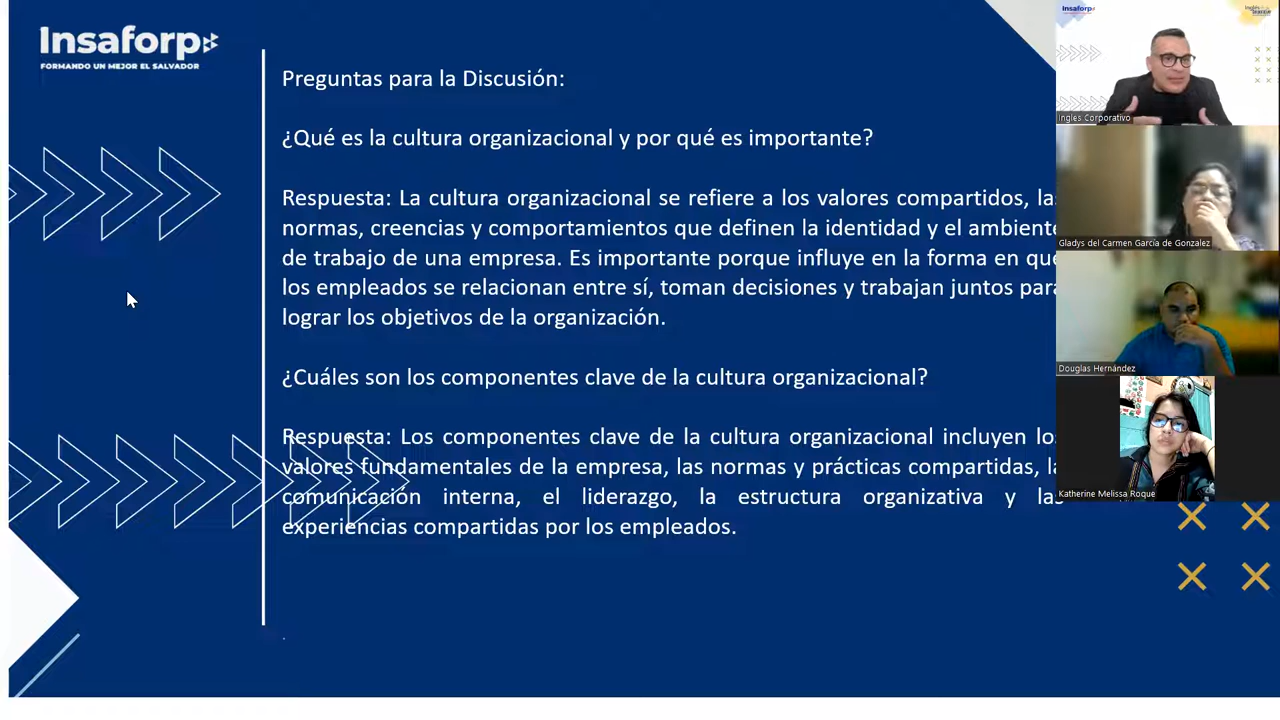 Insaforp
FORMANDO UN MEJOR EL SALVADOR
Preguntas para la Discusión:
¿Qué es la cultura organizacional y por qué es importante?
Respuesta: La cultura organizacional se refiere a los valores compartidos, la
normas, creencias y comportamientos que definen la identidad y el ambiente
de trabajo de una empresa. Es importante porque influye en la forma en que
los empleados se relacionan entre sí, toman decisiones y trabajan juntos para
lograr los objetivos de la organización.
¿Cuáles son los componentes clave de la cultura organizacional?
Respuesta: Los componentes clave de la cultura organizacional incluyen lo
valores fundamentales de la empresa, las normas y prácticas compartidas, la
comunicación interna, el liderazgo, la estructura organizativa y las
experiencias compartidas por los empleados.
Insaforp
Ingles Corporativo
Gladys del Carmen García de Gonzalez
Douglas Hernández
Katherine Melissa Roque